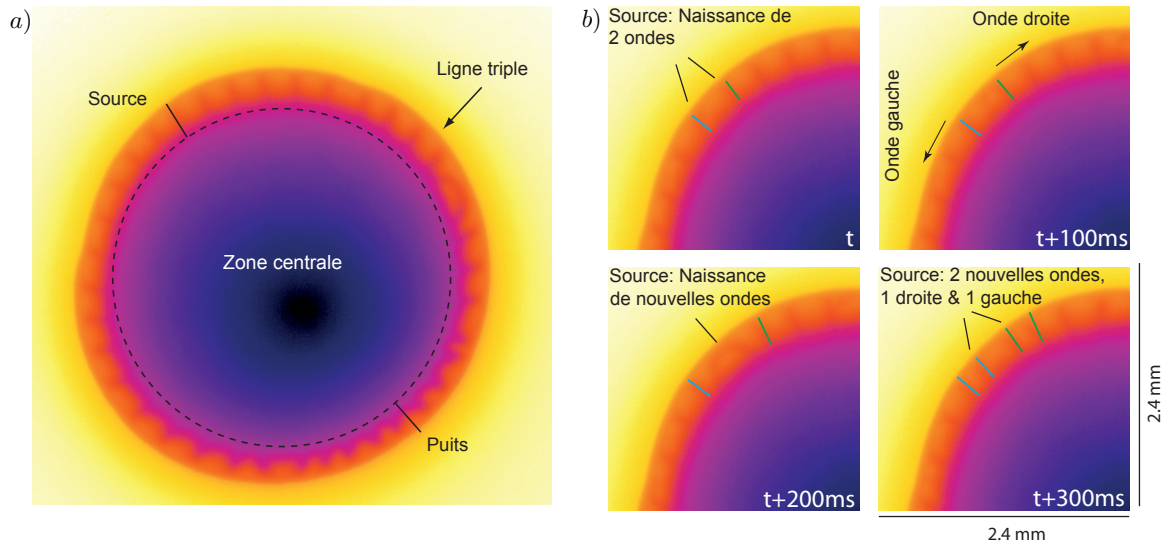 a)
Source
Ligne triple
Zone centrale
Puits
b)
Source: Naissance de
2 ondes
t
Onde droite
Onde gauche
t+100ms
Source: Naissance
de nouvelles ondes
t+200ms
Source: 2 nouvelles ondes,
1 droite & 1 gauche
t+300ms
2.4 mm
2.4 mm